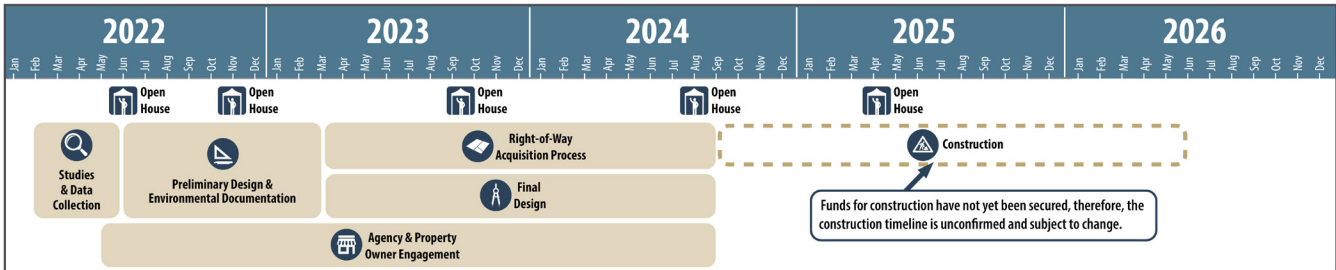 2022 2023 2024 2025 2026
Jan Feb Mar Apr May Jun Jul Aug Sep Oct Nov Dec Jan Feb Mar Apr May Jun Jul Aug Sep Oct Nov Dec Jan Feb Mar Apr May Jun Jul Aug Sep Oct Nov Dec Jan Feb Mar Apr May Jun Jul Aug Sep Oct Nov Dec Jan Feb Mar Apr May Jun Jul Aug Sep Oct Nov Dec
Open
House
Open
House
Open
House
Open
House
Open
House
Studies
& Data
Collection
Preliminary Design &
Environmental Documentation
Right-of-Way
Acquisition Process
Final
Design
Agency & Property
Owner Engagement
Construction
Funds for construction have not yet been secured, therefore, the
construction timeline is unconfirmed and subject to change.